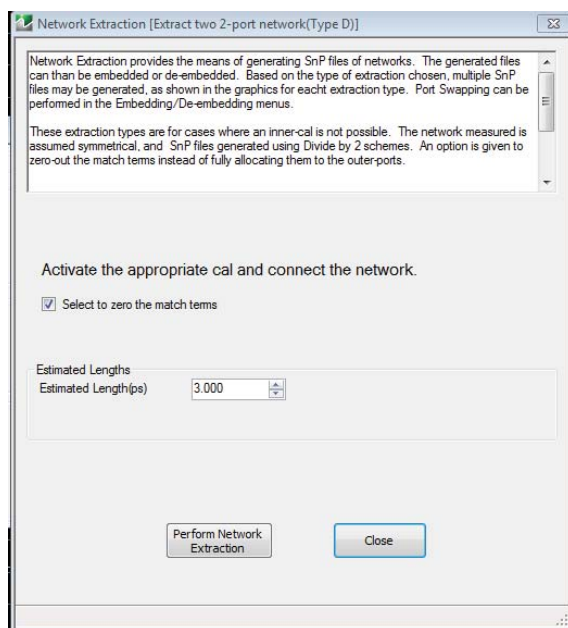 Network Extraction [Extract two 2-port network(Type D)]
Network Extraction provides the means of generating SnP files of networks. The generated files
can than be embedded or de-embedded. Based on the type of extraction chosen, multiple SnP
files may be generated, as shown in the graphics for eacht extraction type. Port Swapping can be
performed in the Embedding/De-embedding menus.
These extraction types are for cases where an inner-cal is not possible. The network measured is
assumed symmetrical, and SnP files generated using Divide by 2 schemes. An option is given to
zero-out the match terms instead of fully allocating them to the outer-ports.
Activate the appropriate cal and connect the network.
Select to zero the match terms
Estimated Lengths
Estimated Length(ps) 3.000
Perform Network
Extraction
Close